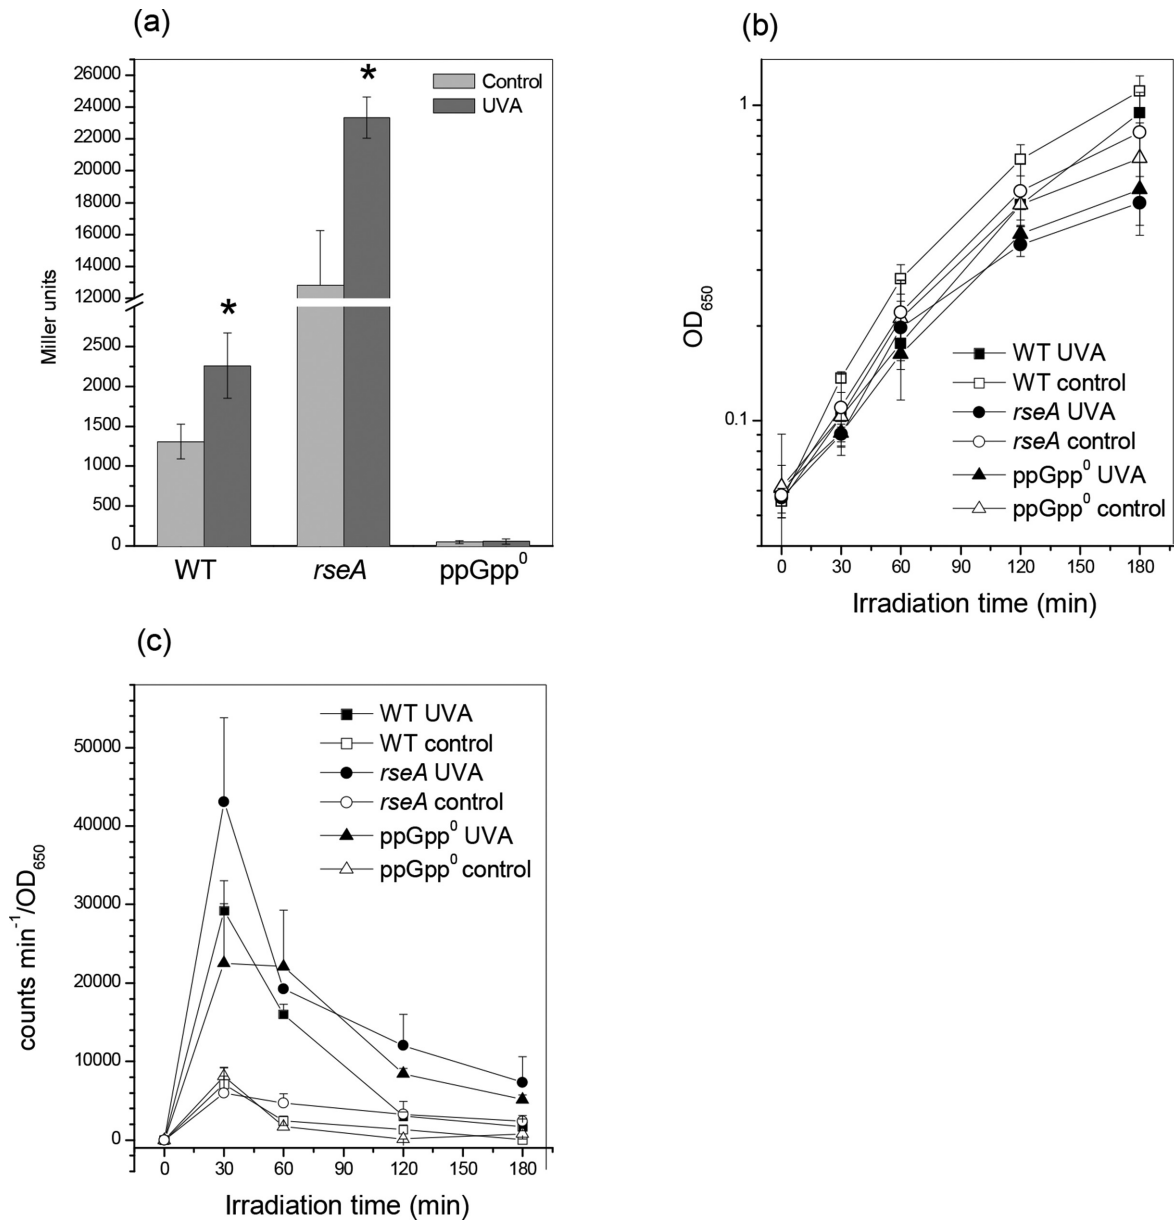 (a)
26000
24000
22000
20000
18000
16000
14000
12000
2500
2000
1500
1000
500
0
Miller units
Control
UVA
*
*
WT
rseA
ppGpp⁰
(b)
1
0.1
OD₆₅₀
WT UVA
WT control
rseA UVA
rseA control
ppGpp⁰ UVA
ppGpp⁰ control
0 30 60 90 120 150 180
Irradiation time (min)
(c)
50000
40000
30000
20000
10000
0
counts min⁻¹/OD₆₅₀
WT UVA
WT control
rseA UVA
rseA control
ppGpp⁰ UVA
ppGpp⁰ control
0 30 60 90 120 150 180
Irradiation time (min)